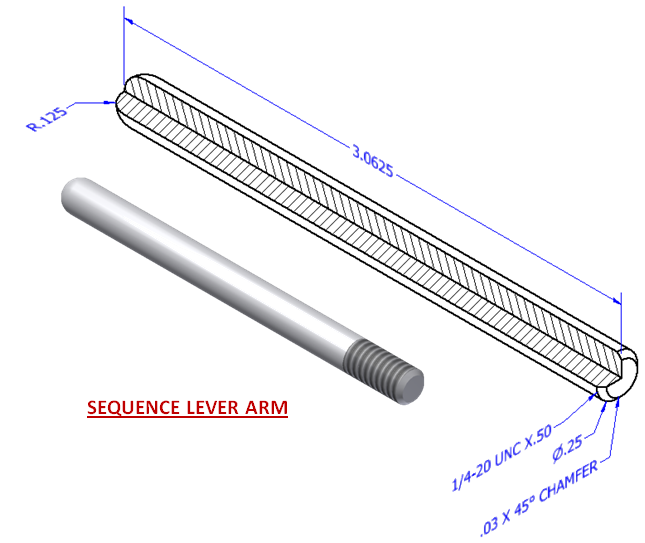 R.125
3.0625
SEQUENCE LEVER ARM
1/4-20 UNC X.50
Ø.25
.03 X 45° CHAMFER